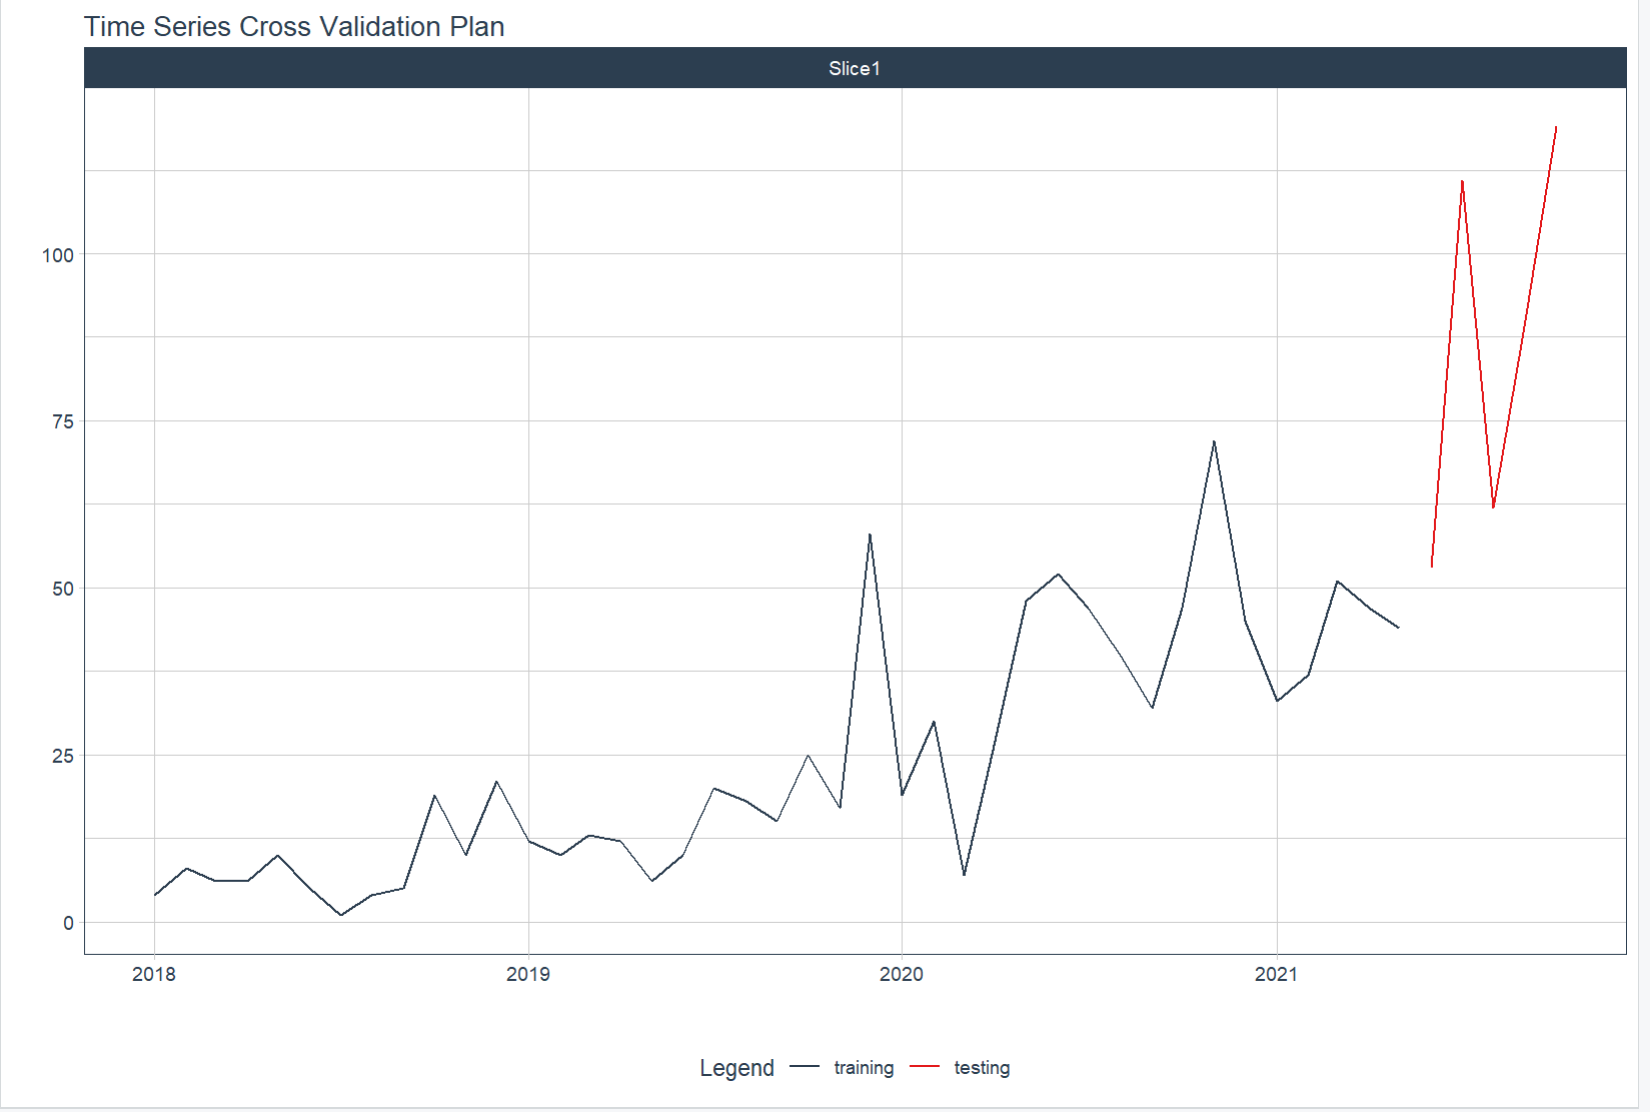 Time Series Cross Validation Plan
Slice1
100
75
50
25
0
2018 2019 2020 2021
Legend training testing